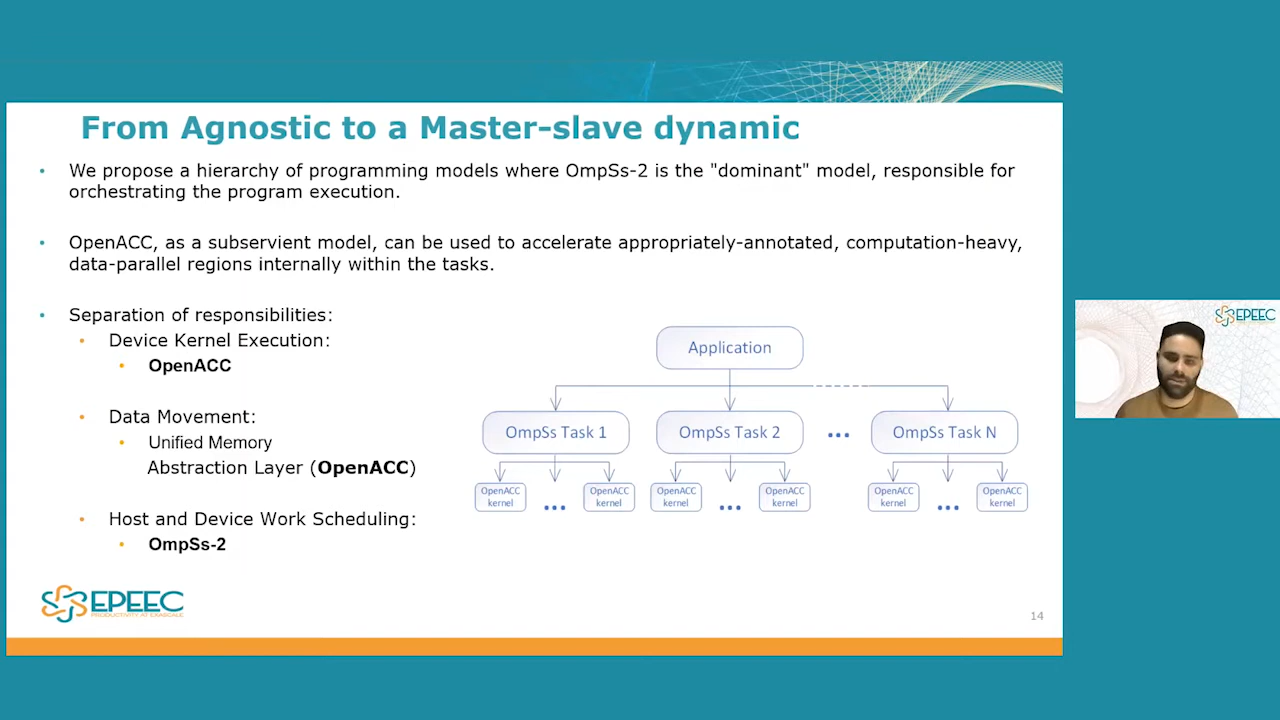 From Agnostic to a Master-slave dynamic
• We propose a hierarchy of programming models where OmpSs-2 is the "dominant" model, responsible for
orchestrating the program execution.
• OpenACC, as a subservient model, can be used to accelerate appropriately-annotated, computation-heavy,
data-parallel regions internally within the tasks.
• Separation of responsibilities:
• Device Kernel Execution:
• OpenACC
• Data Movement:
• Unified Memory
Abstraction Layer (OpenACC)
• Host and Device Work Scheduling:
• OmpSs-2
Application
OmpSs Task 1
OmpSs Task 2
...
OmpSs Task N
OpenACC
kernel
...
OpenACC
kernel
OpenACC
kernel
...
OpenACC
kernel
OpenACC
kernel
...
OpenACC
kernel
EPEEC
PRODUCTIVITY AT EXASCALE
14
EPEEC